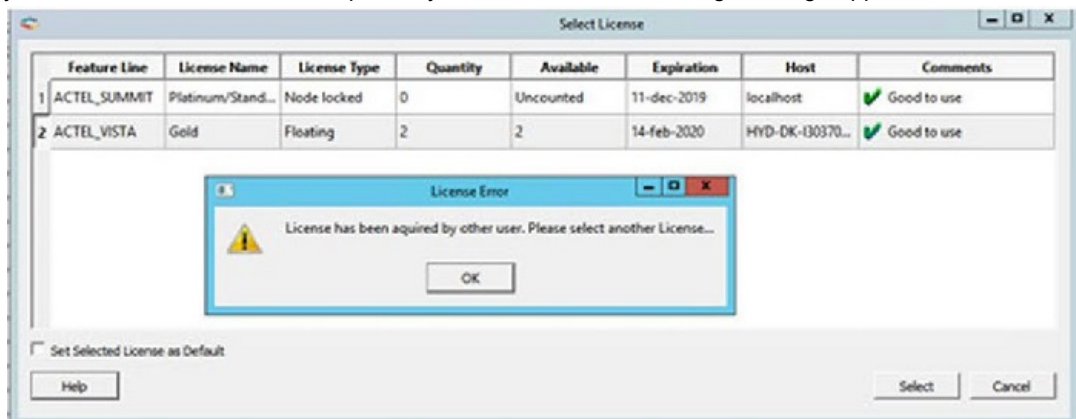 Select License
Feature Line License Name License Type Quantity Available Expiration Host Comments
1 ACTEL_SUMMIT Platinum/Stand... Node locked 0 Uncounted 11-dec-2019 localhost Good to use
2 ACTEL_VISTA Gold Floating 2 2 14-feb-2020 HYD-DK-I30370... Good to use
License Error
License has been aquired by other user. Please select another License...
OK
Set Selected License as Default
Help Select Cancel